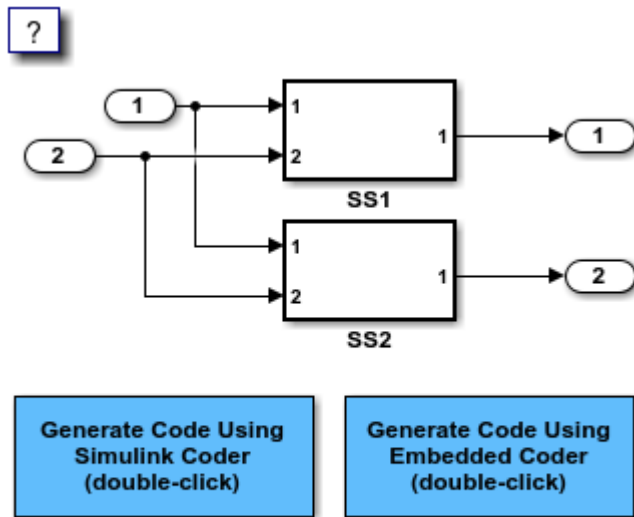 ?
1
1
1
1
2
2
SS1
1
1
2
2
SS2
Generate Code Using
Simulink Coder
(double-click)
Generate Code Using
Embedded Coder
(double-click)